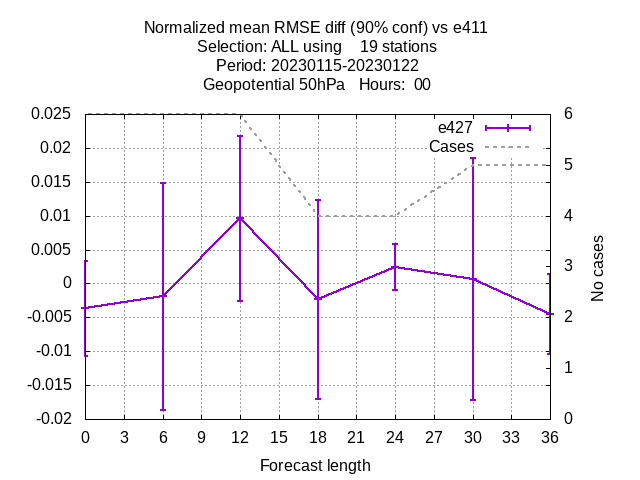 Normalized mean RMSE diff (90% conf) vs e411
Selection: ALL using    19 stations
Period: 20230115-20230122
Geopotential 50hPa   Hours:  00
0.025
0.02
0.015
0.01
0.005
0
-0.005
-0.01
-0.015
-0.02
e427
Cases
6
5
4
3
2
1
0
No cases
0 3 6 9 12 15 18 21 24 27 30 33 36
Forecast length